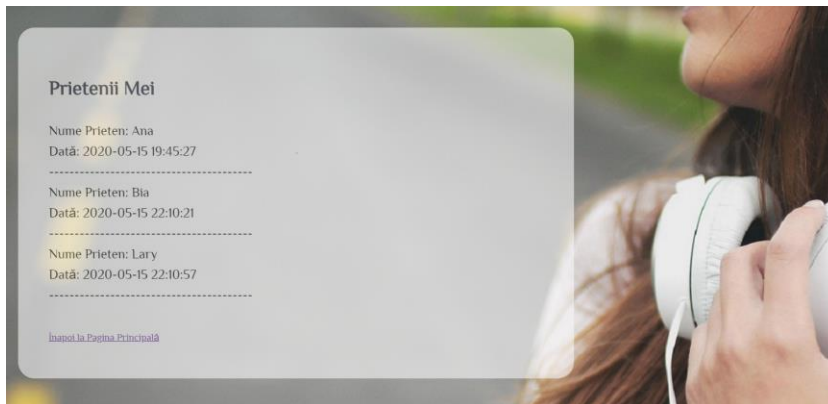 Prietenii Mei
Nume Prieten: Ana
Dată: 2020-05-15 19:45:27
---------------------------------------
Nume Prieten: Bia
Dată: 2020-05-15 22:10:21
---------------------------------------
Nume Prieten: Lary
Dată: 2020-05-15 22:10:57
---------------------------------------
Înapoi la Pagina Principală